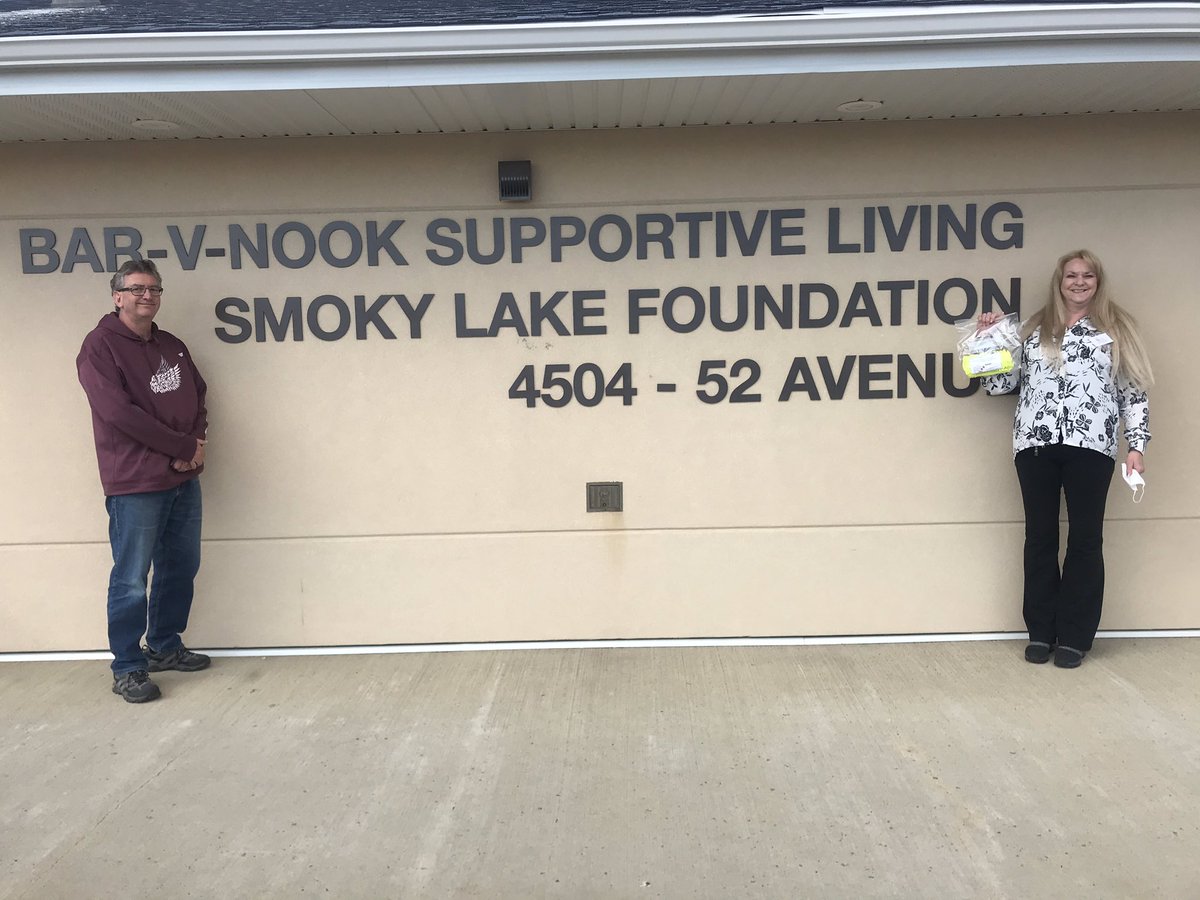 BAR-V-NOOK SUPPORTIVE LIVING
SMOKY LAKE FOUNDATION
4504 - 52 AVENU